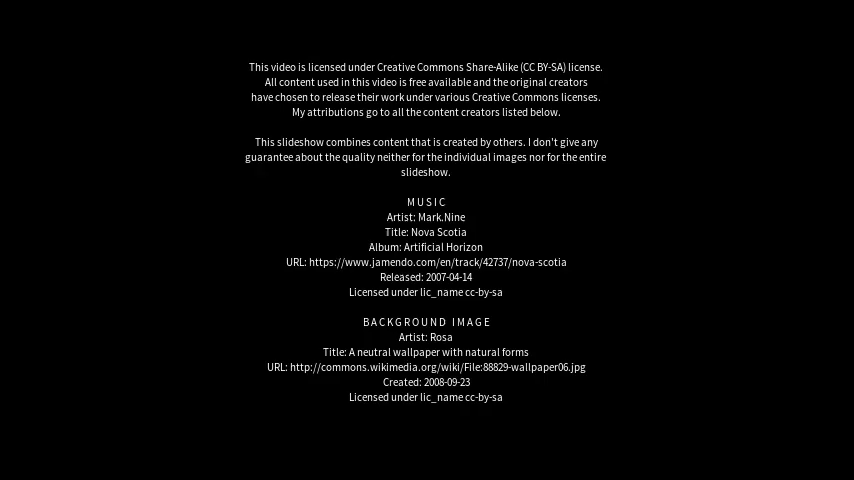 This video is licensed under Creative Commons Share-Alike (CC BY-SA) license.
All content used in this video is free available and the original creators
have chosen to release their work under various Creative Commons licenses.
My attributions go to all the content creators listed below.
This slideshow combines content that is created by others. I don't give any
guarantee about the quality neither for the individual images nor for the entire
slideshow.
MUSIC
Artist: Mark.Nine
Title: Nova Scotia
Album: Artificial Horizon
URL: https://www.jamendo.com/en/track/42737/nova-scotia
Released: 2007-04-14
Licensed under lic_name cc-by-sa
BACKGROUND IMAGE
Artist: Rosa
Title: A neutral wallpaper with natural forms
URL: http://commons.wikimedia.org/wiki/File:88829-wallpaper06.jpg
Created: 2008-09-23
Licensed under lic_name cc-by-sa